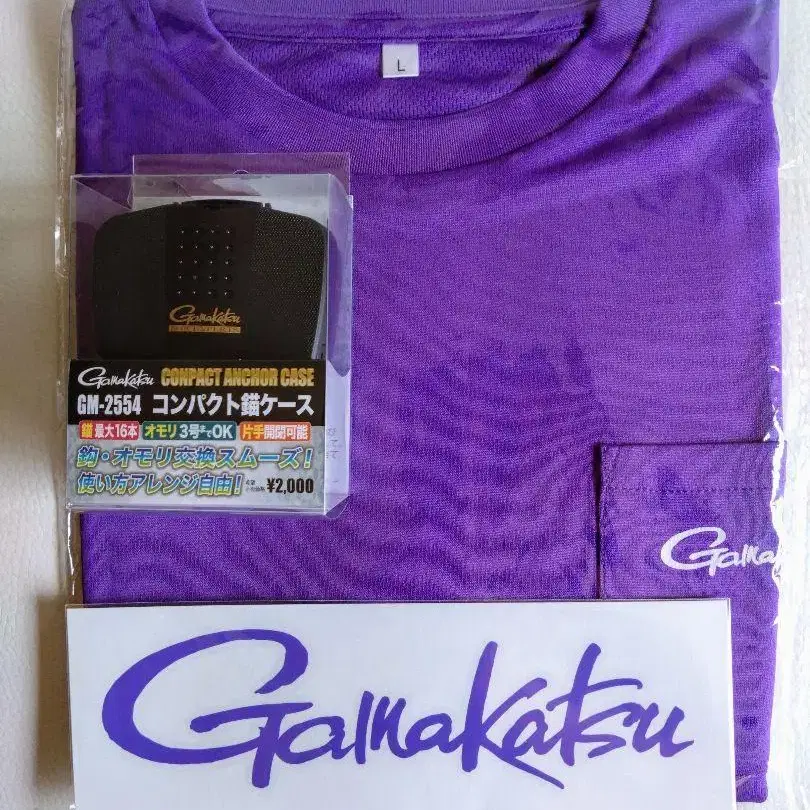 L
Gamakatsu
Gamakatsu COMPACT ANCHOR CASE
GM-2554 コンパクト錨ケース
錨最大16本 オモリ3号までOK 片手開閉可能
鈎・オモリ交換スムーズ!
使い方アレンジ自由! ¥2,000
Gama
Gamakatsu